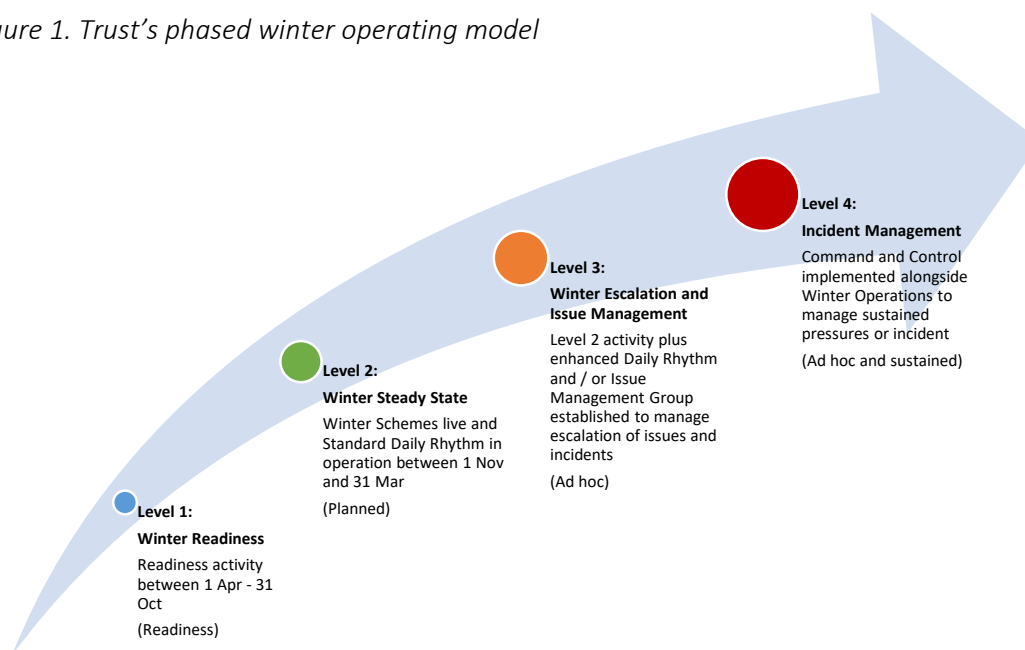 ure 1. Trust's phased winter operating model
Level 1:
Winter Readiness
Readiness activity
between 1 Apr - 31
Oct
(Readiness)
Level 2:
Winter Steady State
Winter Schemes live and
Standard Daily Rhythm in
operation between 1 Nov
and 31 Mar
(Planned)
Level 3:
Winter Escalation and
Issue Management
Level 2 activity plus
enhanced Daily Rhythm
and / or Issue
Management Group
established to manage
escalation of issues and
incidents
(Ad hoc)
Level 4:
Incident Management
Command and Control
implemented alongside
Winter Operations to
manage sustained
pressures or incident
(Ad hoc and sustained)